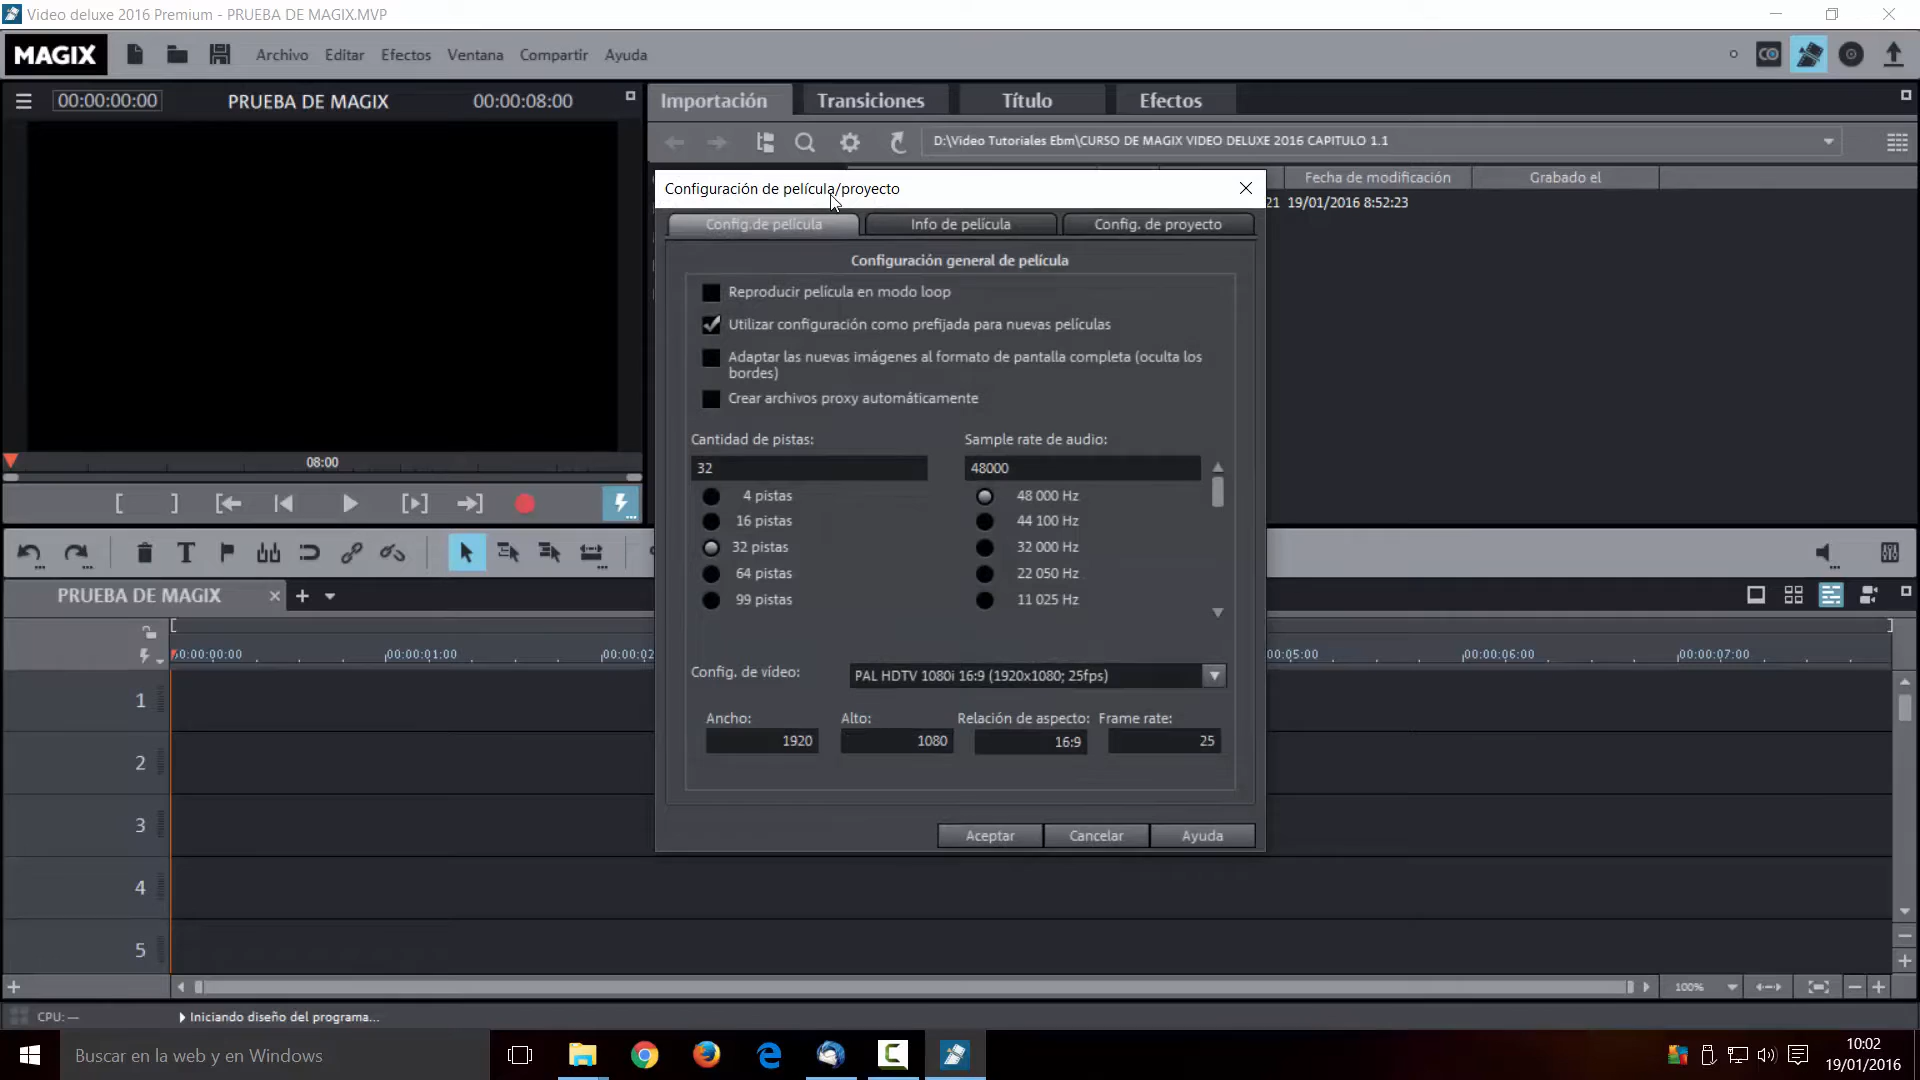 Video deluxe 2016 Premium - PRUEBA DE MAGIX.MVP
MAGIX
Archivo Editar Efectos Ventana Compartir Ayuda
00:00:00:00 PRUEBA DE MAGIX 00:00:08:00
Importación Transiciones Título Efectos
D:\Video Tutoriales Ebm\CURSO DE MAGIX VIDEO DELUXE 2016 CAPITULO 1.1
Fecha de modificación Grabado el
21 19/01/2016 8:52:23
Configuración de película/proyecto
Config.de película Info de película Config. de proyecto
Configuración general de película
Reproducir película en modo loop
Utilizar configuración como prefijada para nuevas películas
Adaptar las nuevas imágenes al formato de pantalla completa (oculta los
bordes)
Crear archivos proxy automáticamente
Cantidad de pistas: Sample rate de audio:
32 48000
4 pistas 48 000 Hz
16 pistas 44 100 Hz
32 pistas 32 000 Hz
64 pistas 22 050 Hz
99 pistas 11 025 Hz
Config. de vídeo: PAL HDTV 1080i 16:9 (1920x1080; 25fps)
Ancho: Alto: Relación de aspecto: Frame rate:
1920 1080 16:9 25
Aceptar Cancelar Ayuda
08:00
PRUEBA DE MAGIX
00:00:00:00 00:00:01:00 00:00:02 00:05:00 00:00:06:00 00:00:07:00
1
2
3
4
5
100%
CPU: — Iniciando diseño del programa...
Buscar en la web y en Windows
10:02
19/01/2016